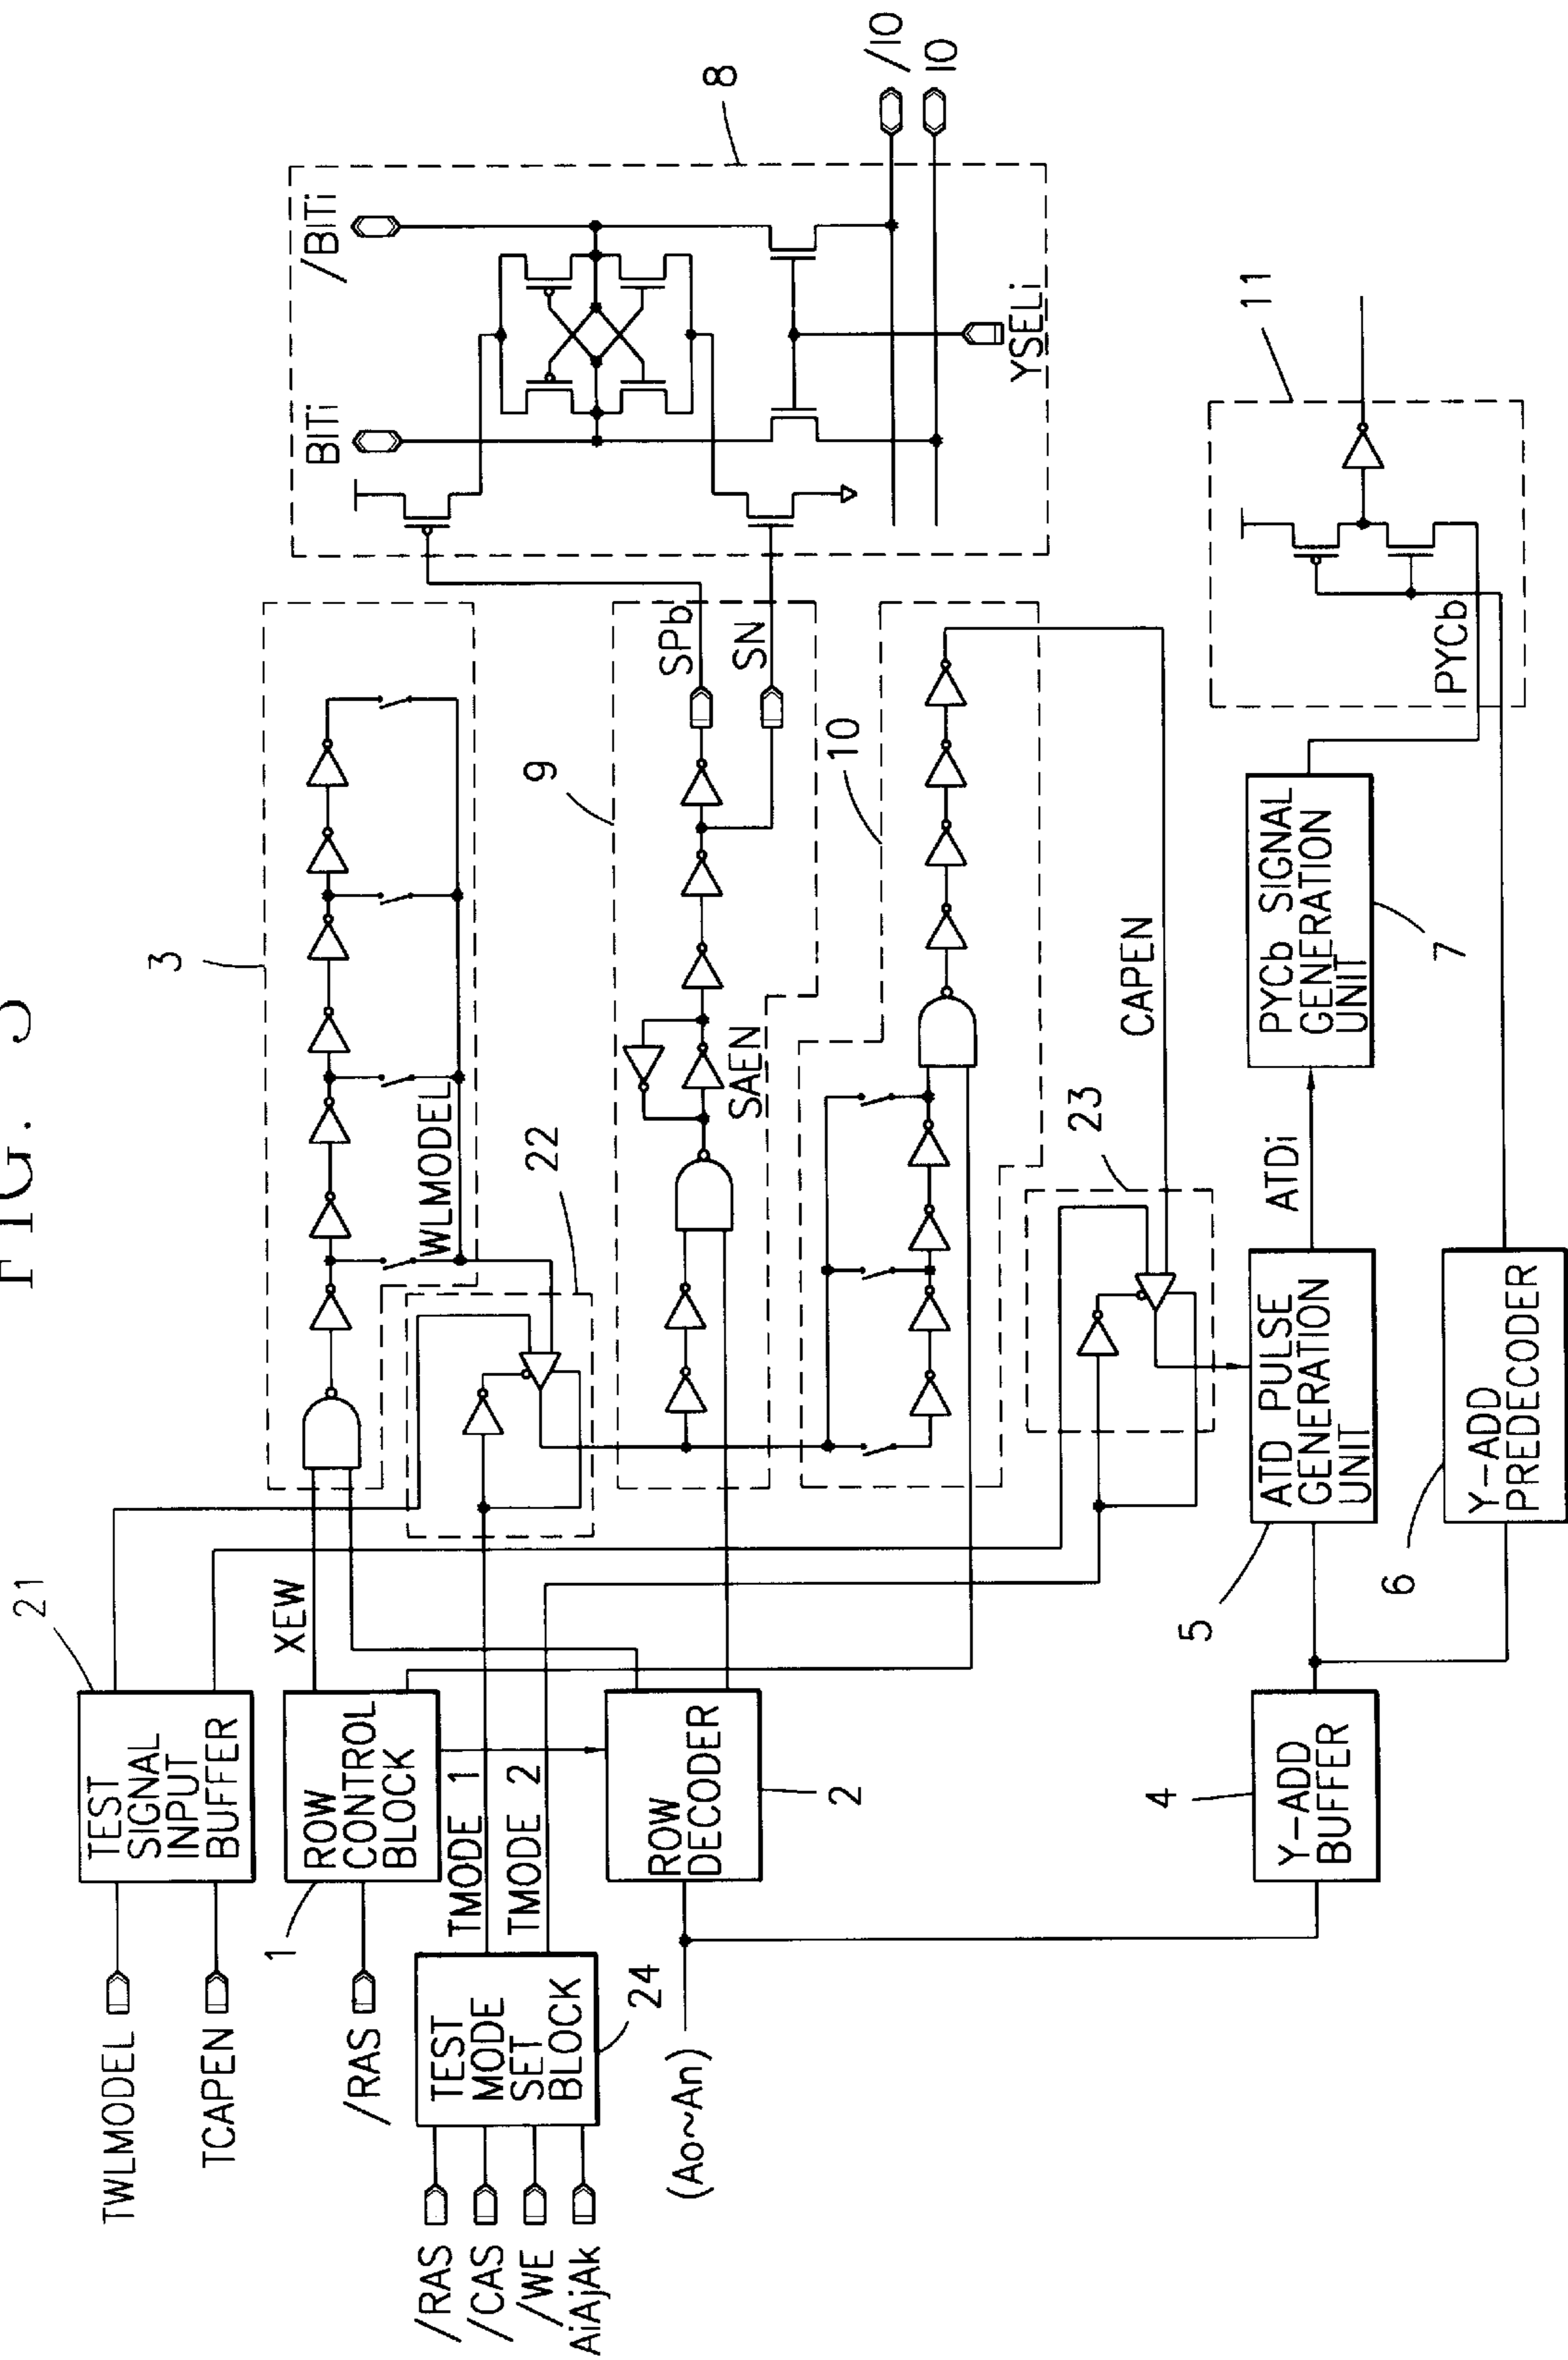 FIG. 3
TWLMODEL
TCAPEN
TEST
SIGNAL
INPUT
BUFFER
21
/RAS
1
ROW
CONTROL
BLOCK
XEW
3
WLMODEL
22
/RAS
/CAS
/WE
AiAjAk
TEST
MODE
SET
BLOCK
24
TMODE 1
TMODE 2
(Ao~An)
ROW
DECODER
2
9
SAEN
SPb
SN
10
BITi
/BITi
8
YSELi
/IO
IO
CAPEN
23
Y-ADD
BUFFER
4
ATD PULSE
GENERATION
UNIT
5
ATDi
PYCb SIGNAL
GENERATION
UNIT
7
Y-ADD
PREDECODER
6
PYCb
11